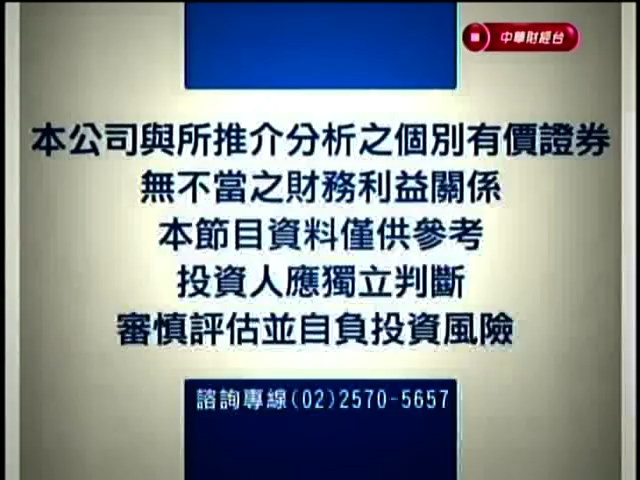 中華財經台
本公司與所推介分析之個別有價證券
無不當之財務利益關係
本節目資料僅供參考
投資人應獨立判斷
審慎評估並自負投資風險
諮詢專線(02)2570-5657